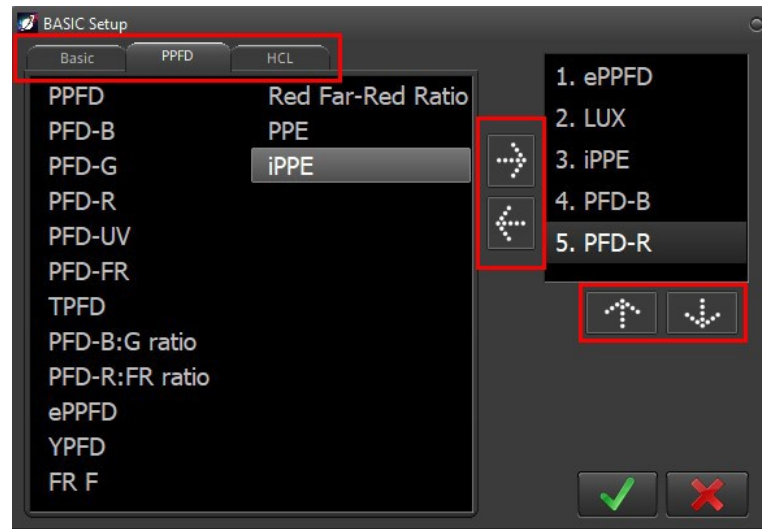 BASIC Setup
Basic PPFD HCL
PPFD
PFD-B
PFD-G
PFD-R
PFD-UV
PFD-FR
TPFD
PFD-B:G ratio
PFD-R:FR ratio
ePPFD
YPFD
FR F
Red Far-Red Ratio
PPE
iPPE
1. ePPFD
2. LUX
3. iPPE
4. PFD-B
5. PFD-R